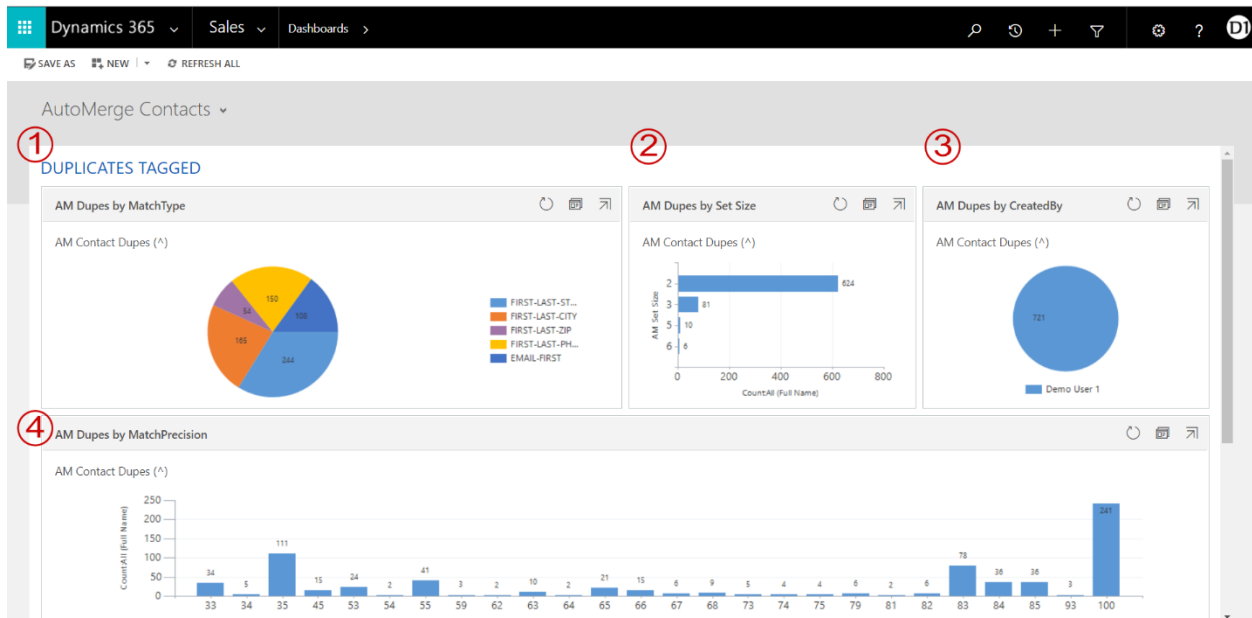 Dynamics 365 Sales Dashboards
?
D1
SAVE AS NEW REFRESH ALL
AutoMerge Contacts
1 2 3
DUPLICATES TAGGED
AM Dupes by MatchType
AM Contact Dupes (^)
150
54 100
165
244
FIRST-LAST-ST...
FIRST-LAST-CITY
FIRST-LAST-ZIP
FIRST-LAST-PH...
EMAIL-FIRST
AM Dupes by Set Size
AM Contact Dupes (^)
AM Set Size
2 624
3 81
5 10
6 6
0 200 400 600 800
CountAll (Full Name)
AM Dupes by CreatedBy
AM Contact Dupes (^)
721
Demo User 1
4
AM Dupes by MatchPrecision
AM Contact Dupes (^)
CountAll (Full Name)
250
200
150
100
50
0
34 5 111 15 24 2 41 3 2 10 2 21 15 6 9 5 4 4 6 2 6 78 36 36 3 241
33 34 35 45 53 54 55 59 62 63 64 65 66 67 68 73 74 75 79 81 82 83 84 85 93 100